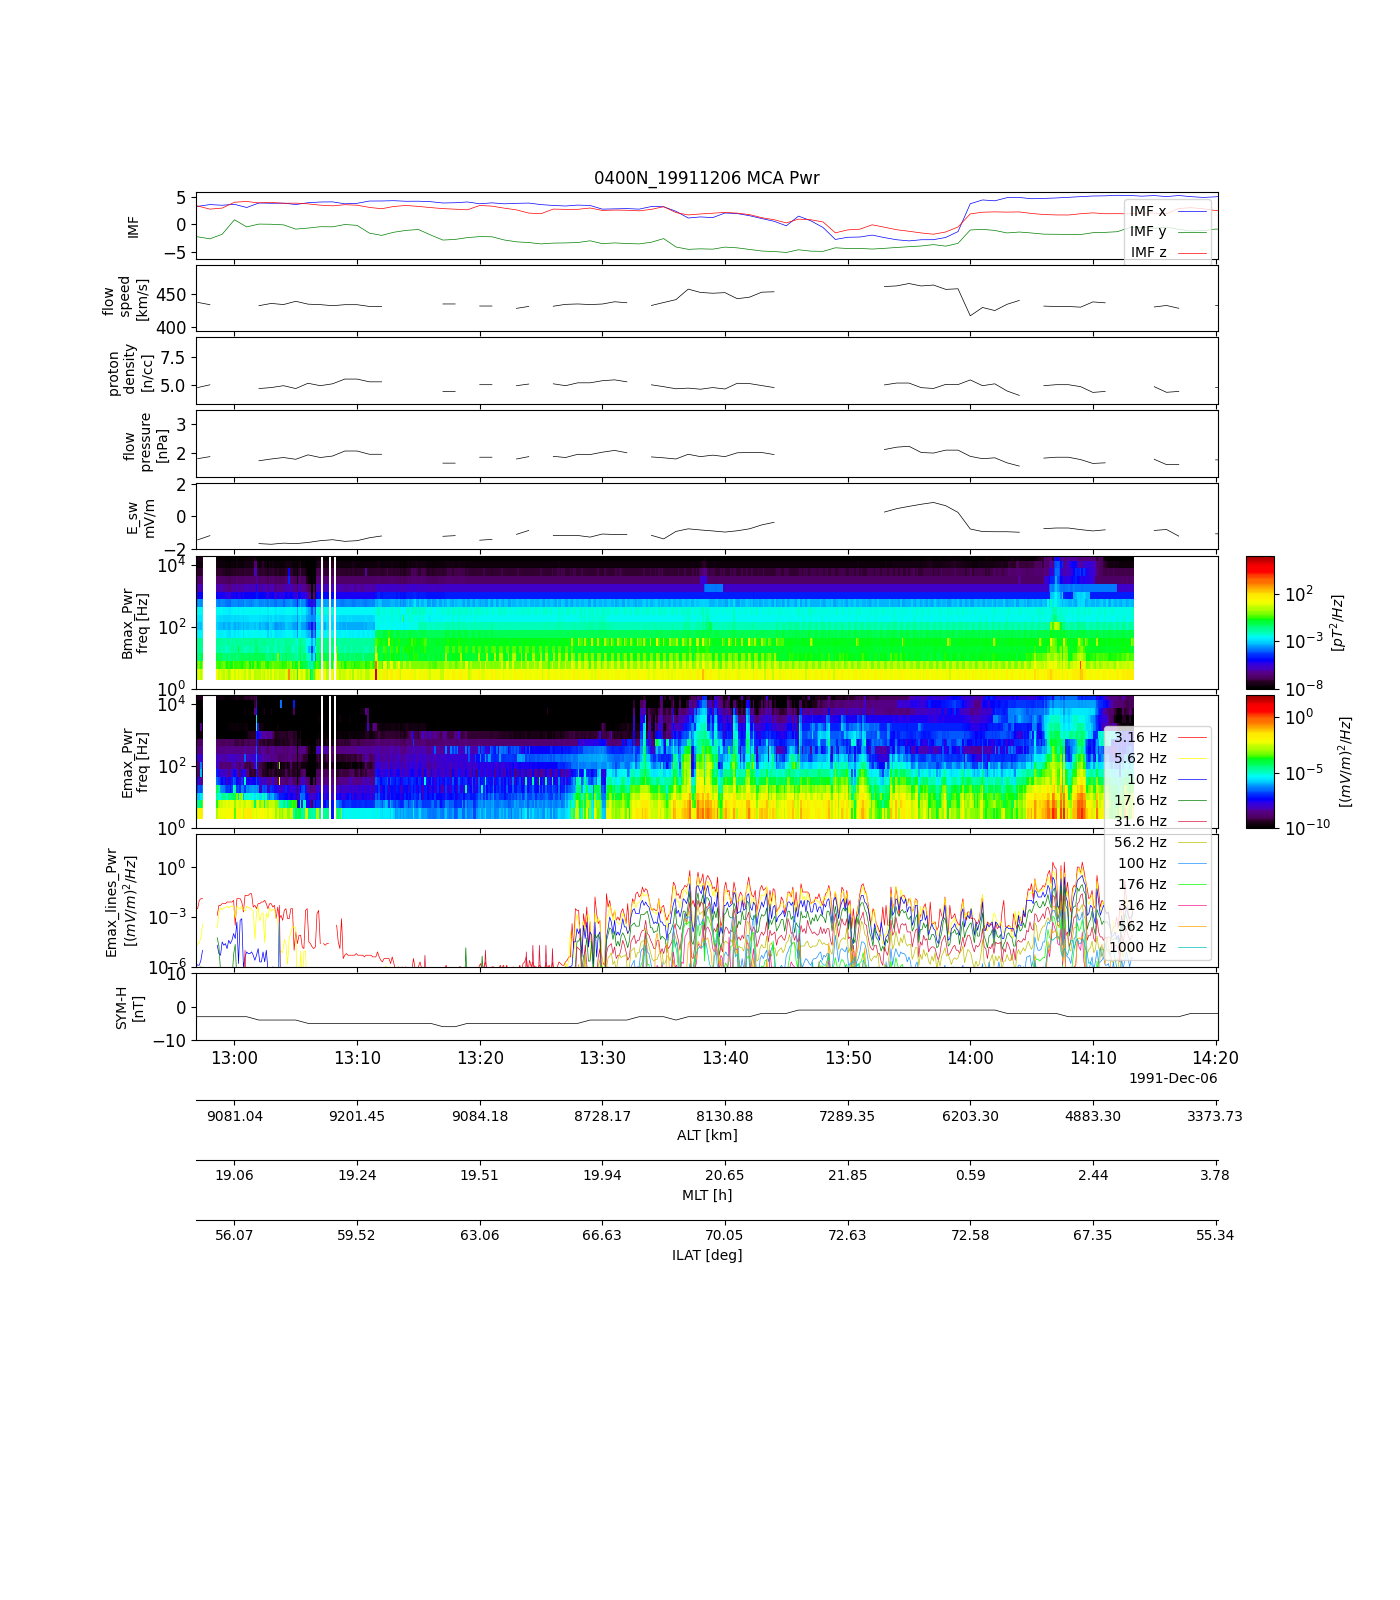 0400N_19911206 MCA Pwr
5
0
−5
IMF
IMF x
IMF y
IMF z
450
400
flow
speed
[km/s]
7.5
5.0
proton
density
[n/cc]
3
2
flow
pressure
[nPa]
2
0
−2
E_sw
mV/m
10^4
10^2
10^0
Bmax_Pwr
freq [Hz]
10^2
10^−3
10^−8
[pT^2/Hz]
10^4
10^2
10^0
Emax_Pwr
freq [Hz]
10^0
10^−5
10^−10
[(mV/m)^2/Hz]
3.16 Hz
5.62 Hz
10 Hz
17.6 Hz
31.6 Hz
56.2 Hz
100 Hz
176 Hz
316 Hz
562 Hz
1000 Hz
10^0
10^−3
10^−6
Emax_lines_Pwr
[(mV/m)^2/Hz]
10
0
−10
SYM-H
[nT]
13:00 13:10 13:20 13:30 13:40 13:50 14:00 14:10 14:20
1991-Dec-06
9081.04 9201.45 9084.18 8728.17 8130.88 7289.35 6203.30 4883.30 3373.73
ALT [km]
19.06 19.24 19.51 19.94 20.65 21.85 0.59 2.44 3.78
MLT [h]
56.07 59.52 63.06 66.63 70.05 72.63 72.58 67.35 55.34
ILAT [deg]